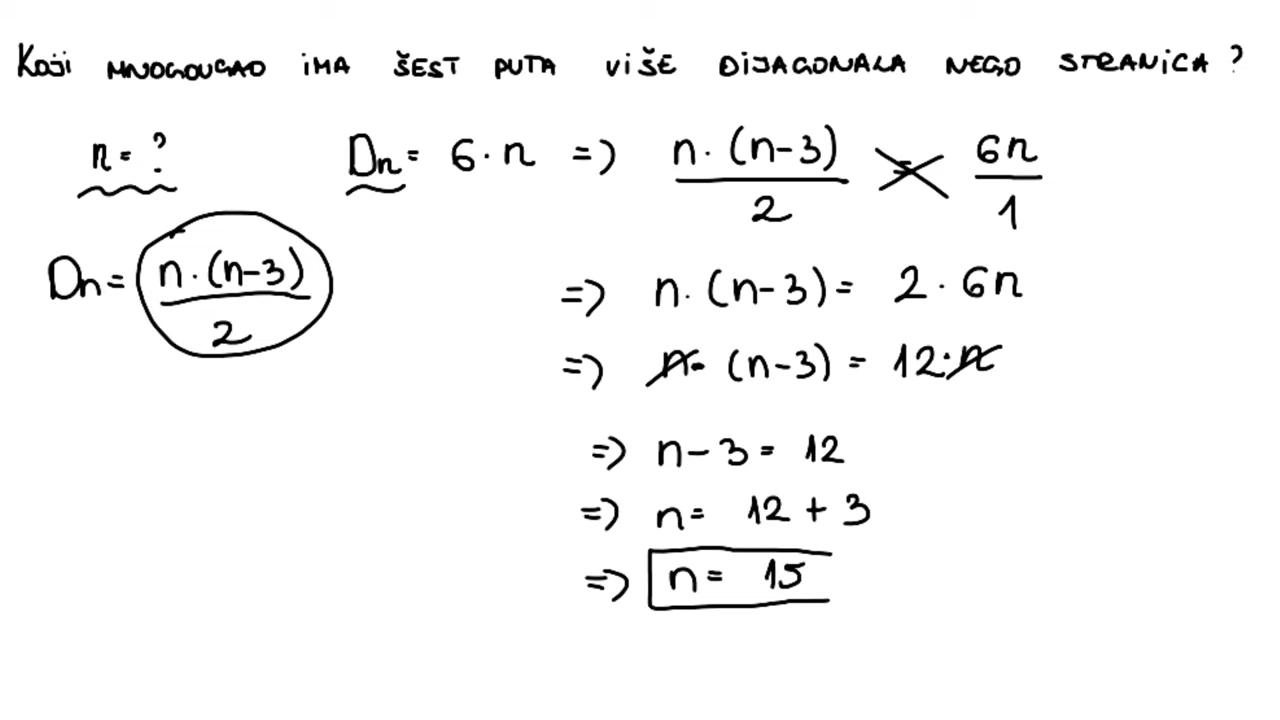 Koji MNOGOUGAO IMA ŠEST PUTA VIŠE DIJAGONALA NEGO STRANICA ?
n = ?
Dn = 6 · n => n · (n-3) / 2 = 6n / 1
Dn = n · (n-3) / 2
=> n · (n-3) = 2 · 6n
=> n · (n-3) = 12 · n
=> n - 3 = 12
=> n = 12 + 3
=> n = 15